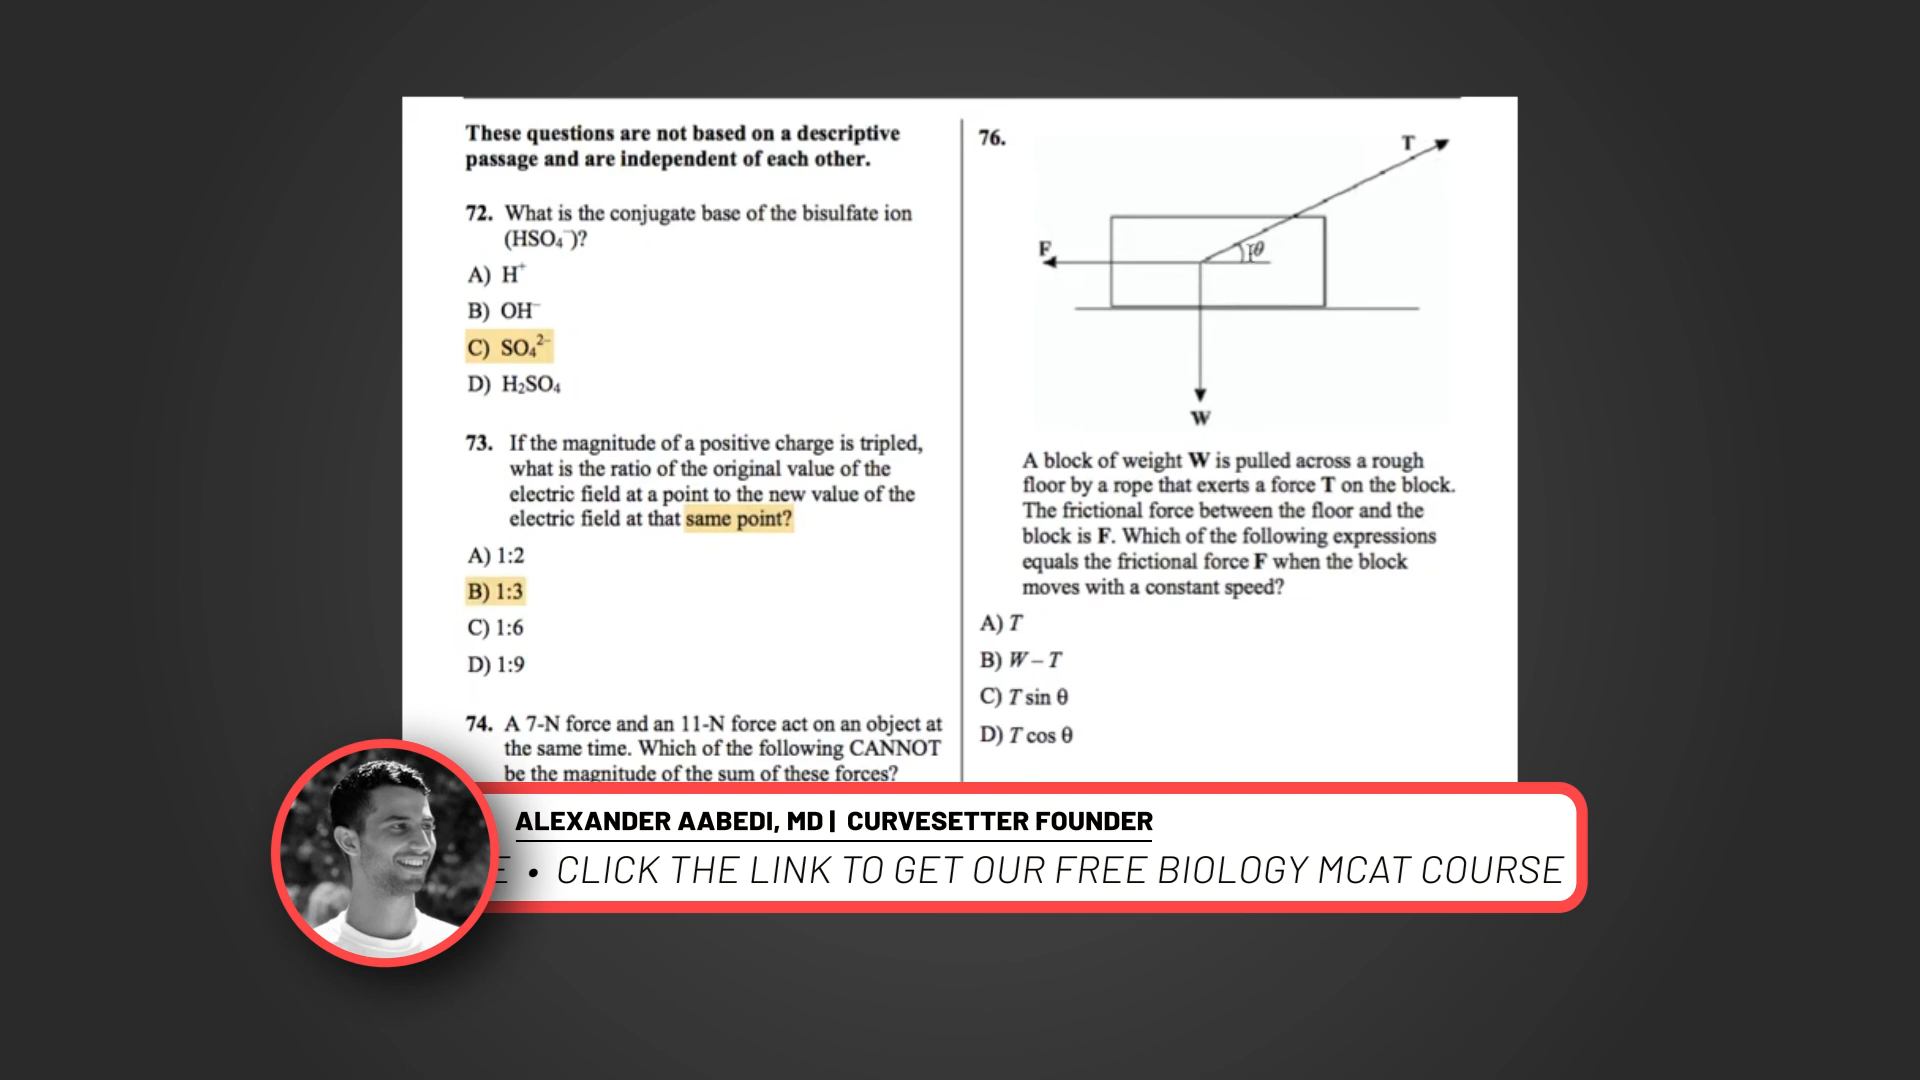 These questions are not based on a descriptive
passage and are independent of each other.
72. What is the conjugate base of the bisulfate ion
(HSO₄⁻)?
A) H⁺
B) OH⁻
C) SO₄²⁻
D) H₂SO₄
73. If the magnitude of a positive charge is tripled,
what is the ratio of the original value of the
electric field at a point to the new value of the
electric field at that same point?
A) 1:2
B) 1:3
C) 1:6
D) 1:9
74. A 7-N force and an 11-N force act on an object at
the same time. Which of the following CANNOT
be the magnitude of the sum of these forces?
76.
T
F
θ
W
A block of weight W is pulled across a rough
floor by a rope that exerts a force T on the block.
The frictional force between the floor and the
block is F. Which of the following expressions
equals the frictional force F when the block
moves with a constant speed?
A) T
B) W – T
C) T sin θ
D) T cos θ
ALEXANDER AABEDI, MD | CURVESETTER FOUNDER
E • CLICK THE LINK TO GET OUR FREE BIOLOGY MCAT COURSE